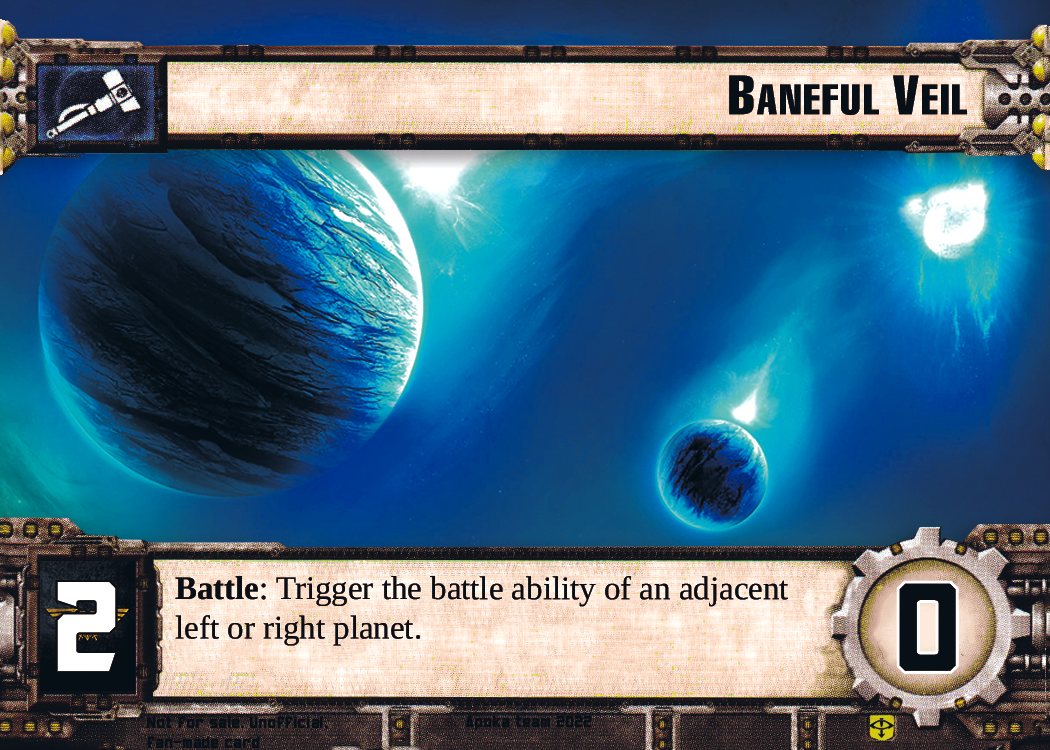 BANEFUL VEIL
Battle: Trigger the battle ability of an adjacent
left or right planet.
2
0
Not for sale. Unofficial.
Fan-made card
Apoka team 2022